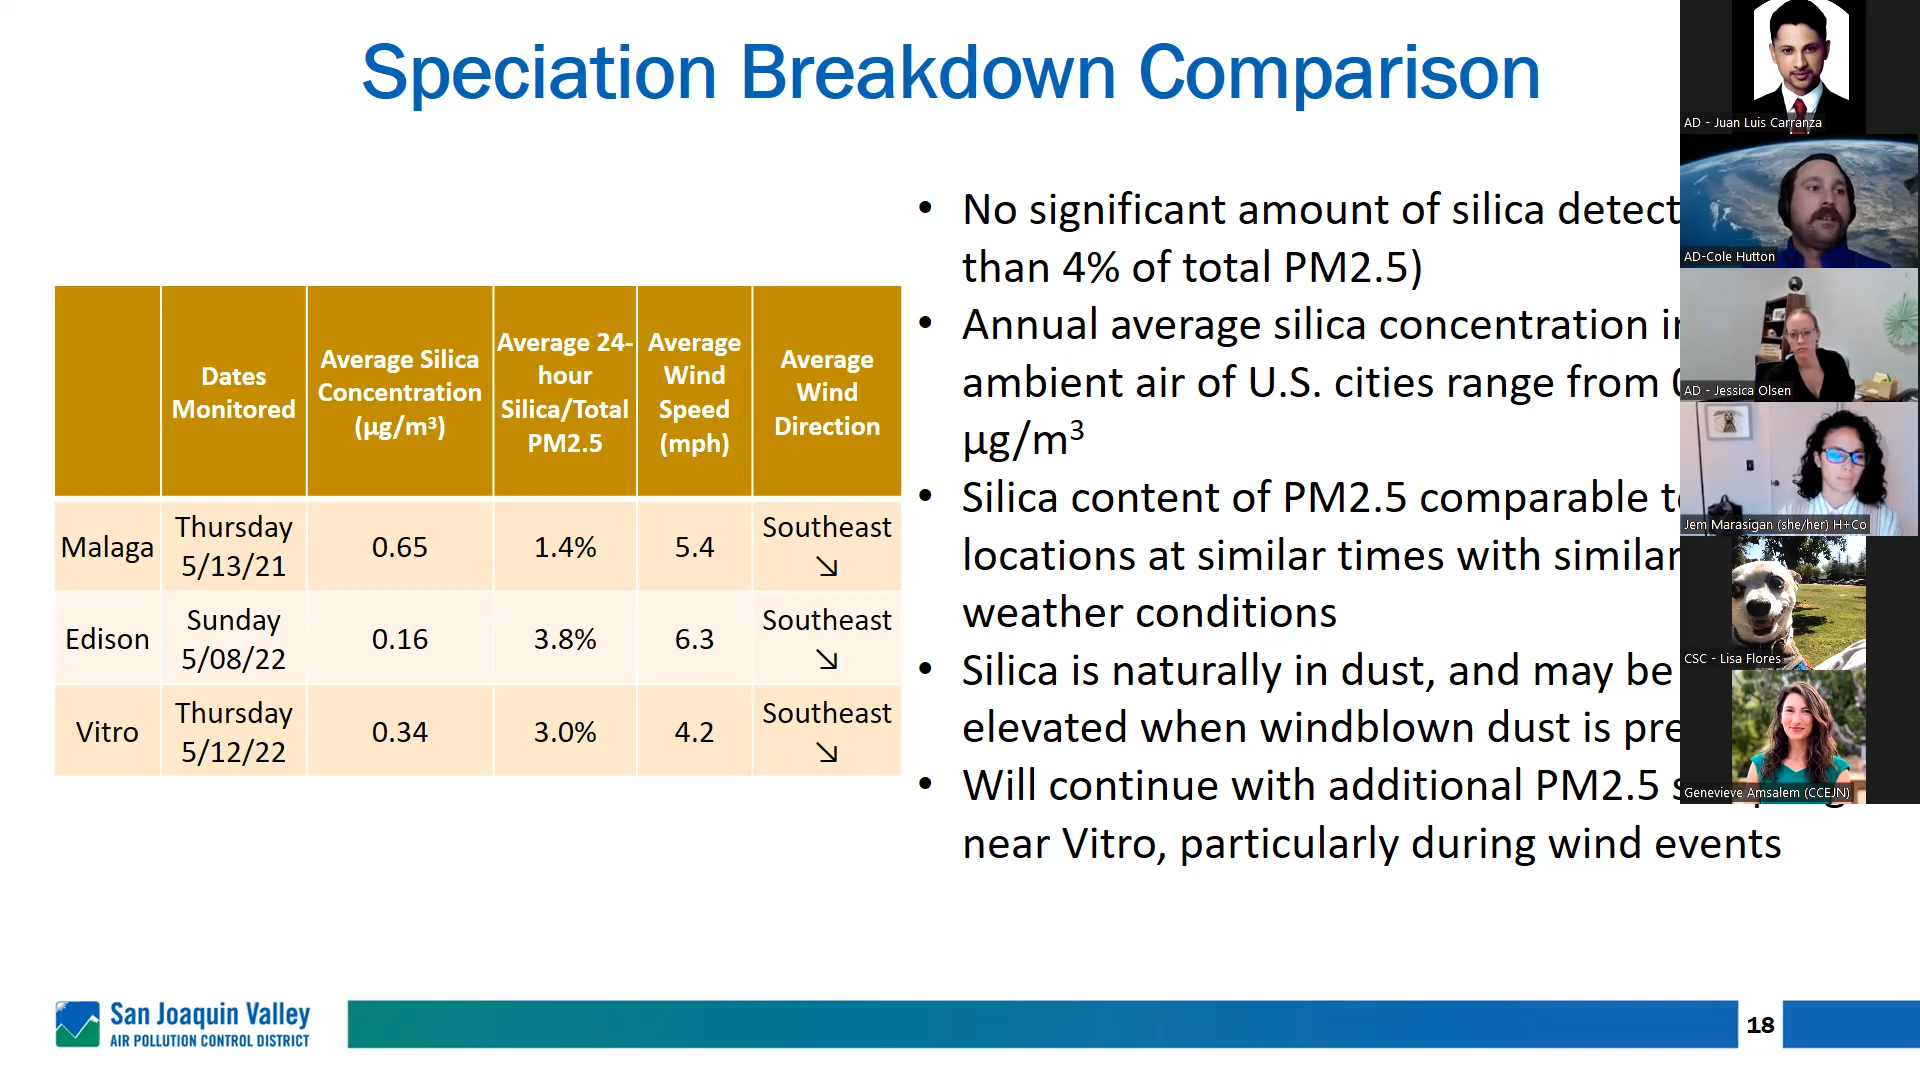 Speciation Breakdown Comparison
Dates
Monitored
Average Silica
Concentration
(µg/m³)
Average 24-
hour
Silica/Total
PM2.5
Average
Wind
Speed
(mph)
Average
Wind
Direction
Malaga
Thursday
5/13/21
0.65
1.4%
5.4
Southeast
↘
Edison
Sunday
5/08/22
0.16
3.8%
6.3
Southeast
↘
Vitro
Thursday
5/12/22
0.34
3.0%
4.2
Southeast
↘
• No significant amount of silica detect
than 4% of total PM2.5)
• Annual average silica concentration in
ambient air of U.S. cities range from
µg/m³
• Silica content of PM2.5 comparable to
locations at similar times with similar
weather conditions
• Silica is naturally in dust, and may be
elevated when windblown dust is pre
• Will continue with additional PM2.5
near Vitro, particularly during wind events
AD - Juan Luis Carranza
AD-Cole Hutton
AD - Jessica Olsen
Jem Marasigan (she/her) H+Co
CSC - Lisa Flores
Genevieve Amsalem (CCEJN)
San Joaquin Valley
AIR POLLUTION CONTROL DISTRICT
18